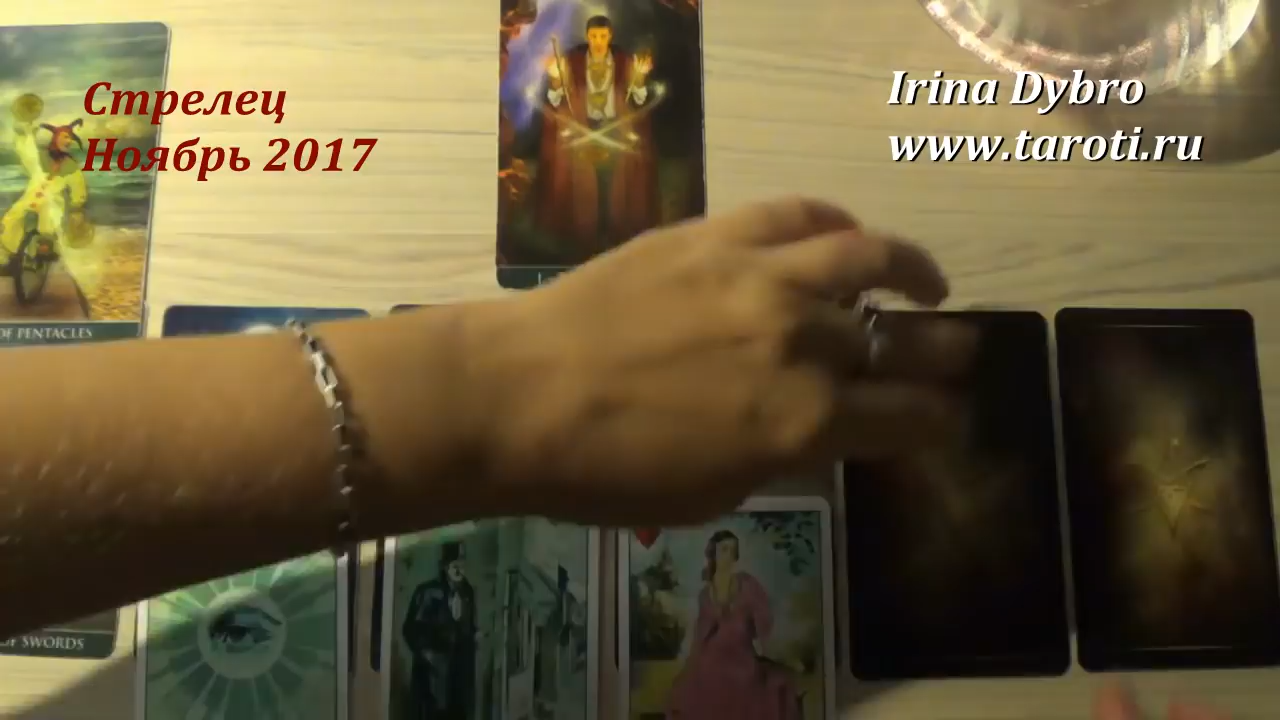 Стрелец
Ноябрь 2017
Irina Dybro
www.taroti.ru
OF PENTACLES
OF SWORDS